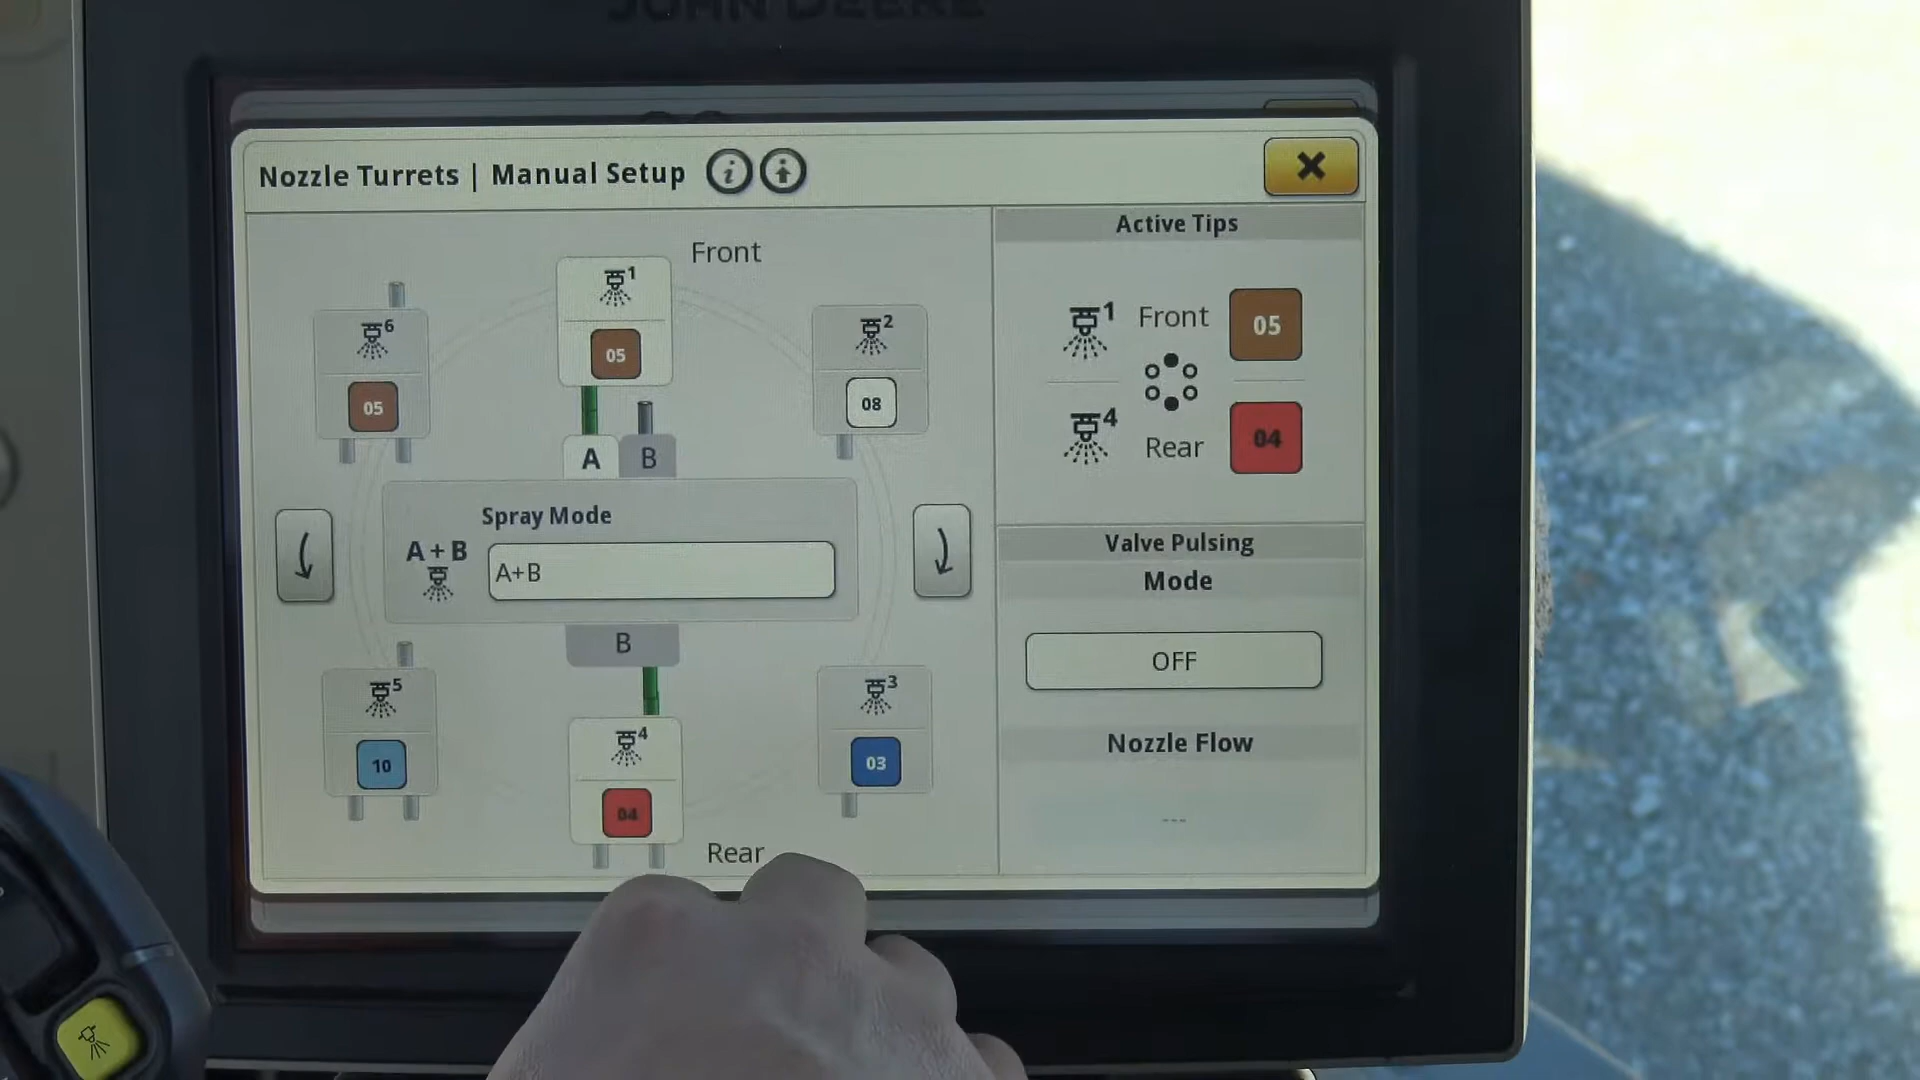 JOHN DEERE
Nozzle Turrets | Manual Setup
Front
1
05
2
08
6
05
A
B
Spray Mode
A + B
A+B
B
5
10
4
04
3
03
Rear
Active Tips
1
Front
05
4
Rear
04
Valve Pulsing
Mode
OFF
Nozzle Flow
---